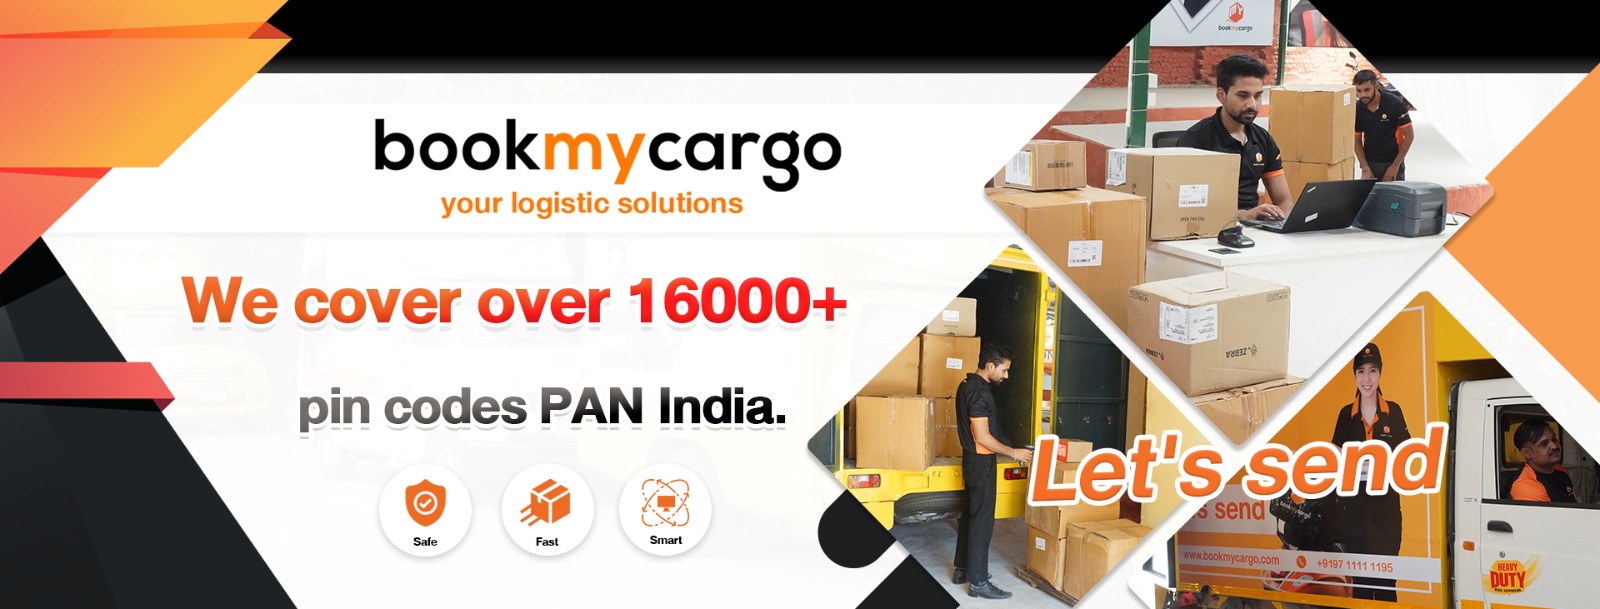 bookmycargo
bookmycargo
your logistic solutions
We cover over 16000+
pin codes PAN India.
Safe
Fast
Smart
ZEBRA
Let's send
s send
bookmycargo
www.bookmycargo.com
+9197 1111 1195
HEAVY
DUTY